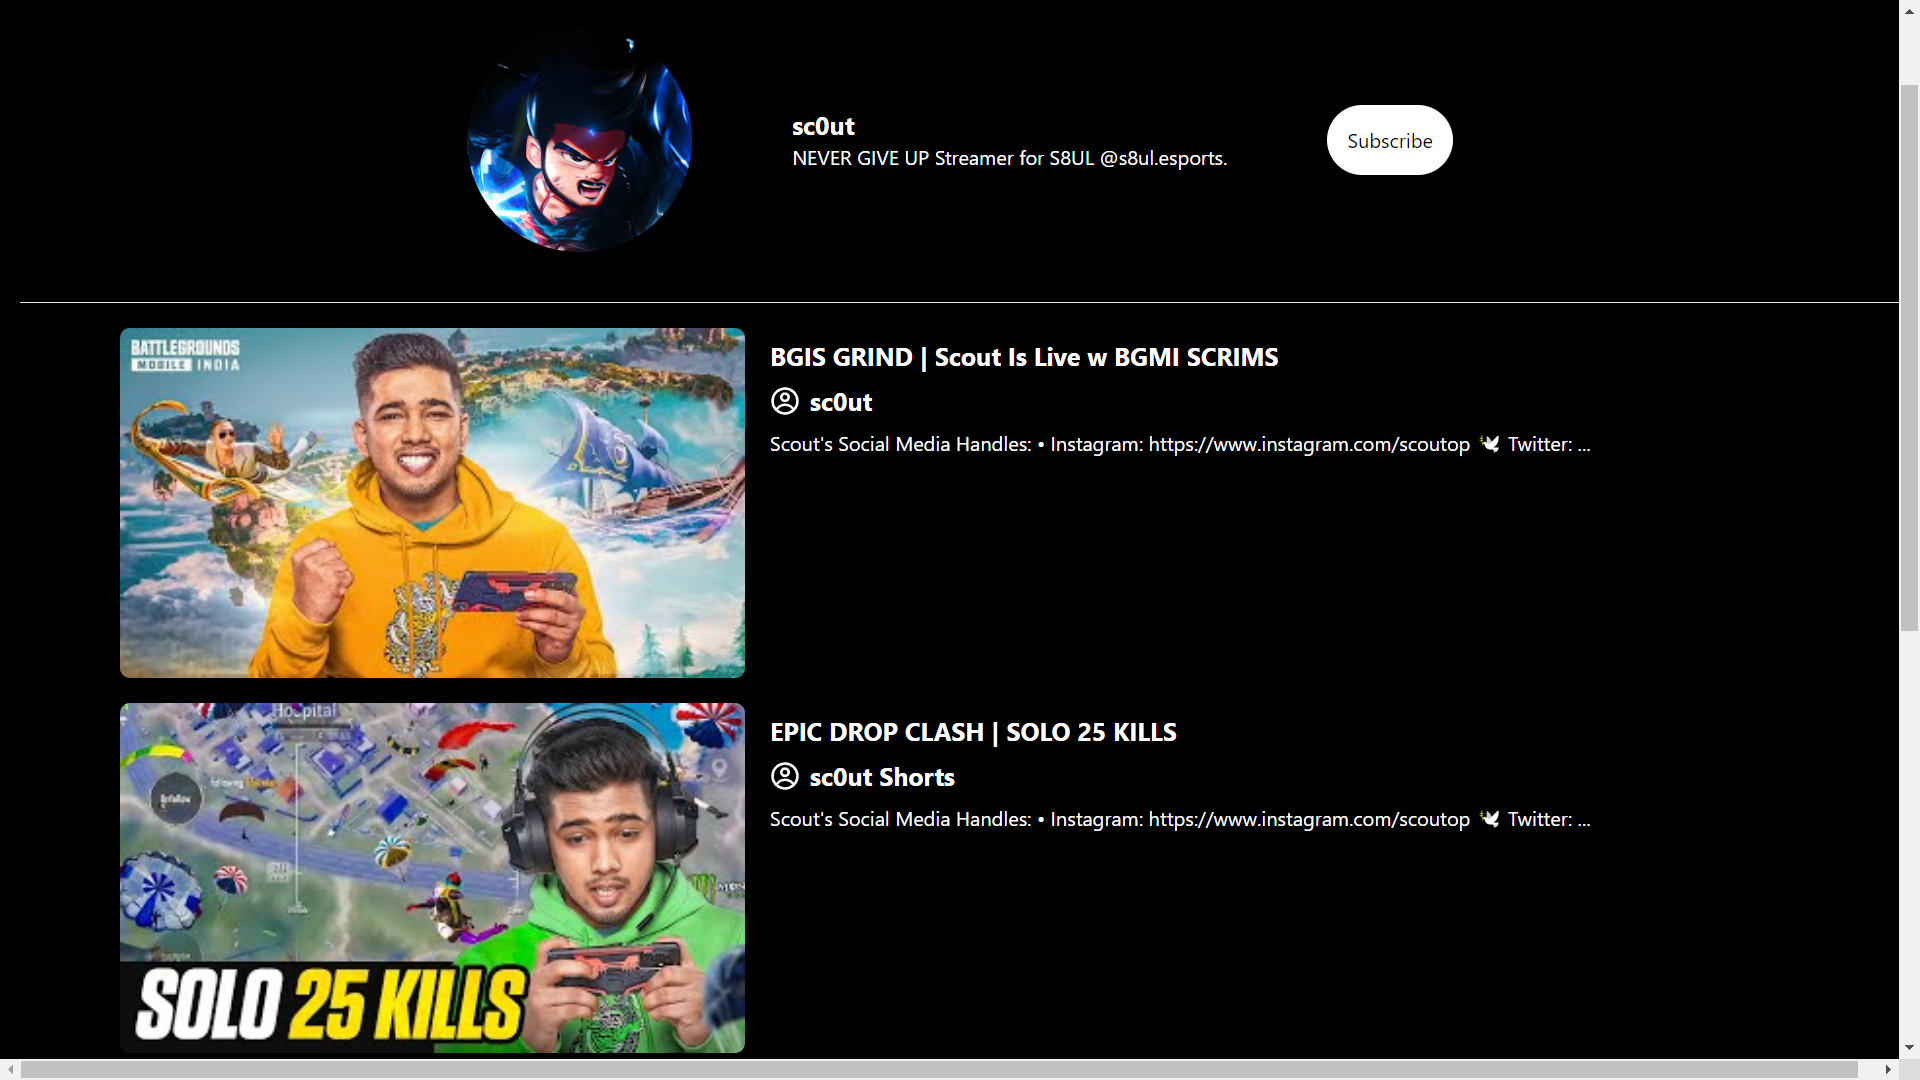 sc0ut
NEVER GIVE UP Streamer for S8UL @s8ul.esports.
Subscribe
BATTLEGROUNDS
MOBILE INDIA
BGIS GRIND | Scout Is Live w BGMI SCRIMS
sc0ut
Scout's Social Media Handles: • Instagram: https://www.instagram.com/scoutop 🕊 Twitter: ...
Hospital
Following
Unfollow
SOLO 25 KILLS
EPIC DROP CLASH | SOLO 25 KILLS
sc0ut Shorts
Scout's Social Media Handles: • Instagram: https://www.instagram.com/scoutop 🕊 Twitter: ...